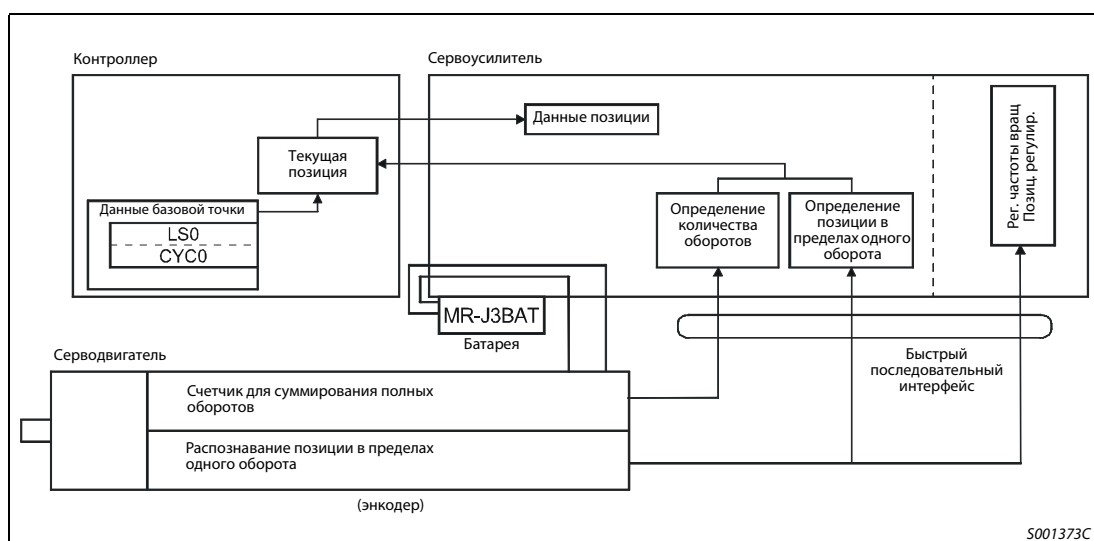 Контроллер
Сервоусилитель
Данные позиции
Текущая
позиция
Данные базовой точки
LS0
CYC0
Определение
количества
оборотов
Определение
позиции в
пределах одного
оборота
Рег. частоты вращ
Позиц. регулир.
MR-J3BAT
Батарея
Быстрый
последовательный
интерфейс
Серводвигатель
Счетчик для суммирования полных
оборотов
Распознавание позиции в пределах
одного оборота
(энкодер)
S001373C